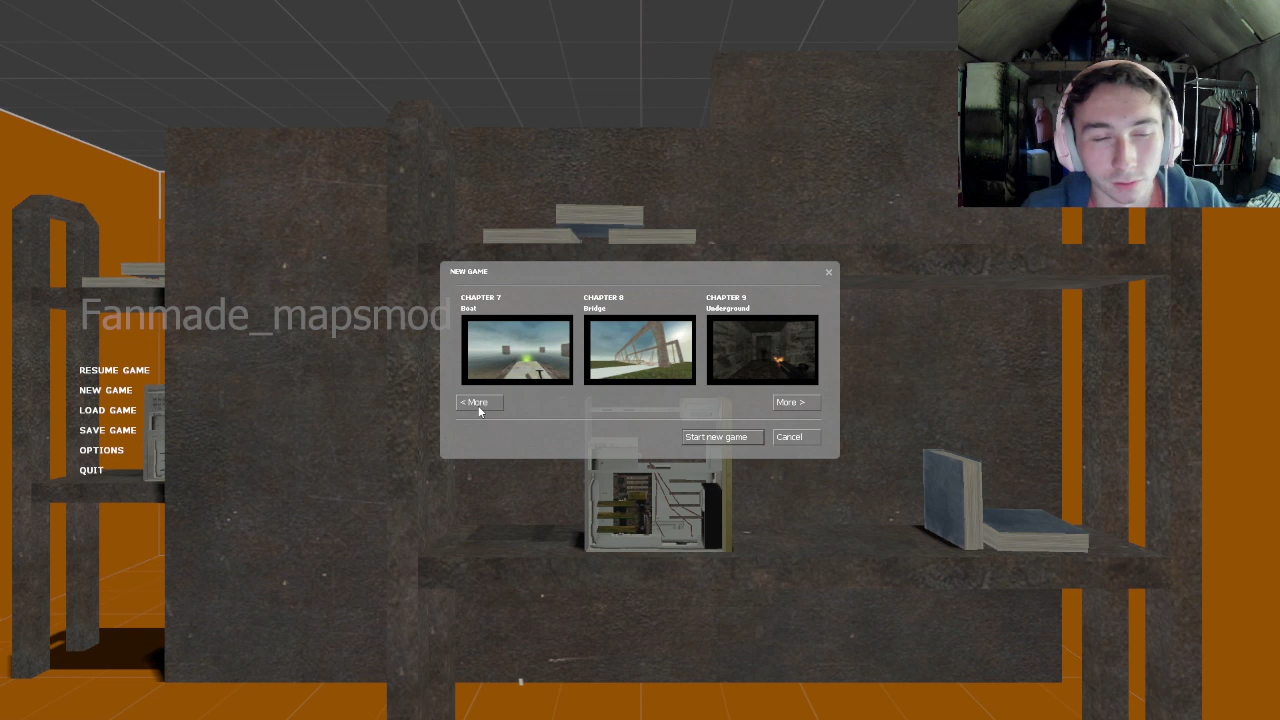 NEW GAME
CHAPTER 7
Boat
CHAPTER 8
Bridge
CHAPTER 9
Underground
Fanmade_mapsmod
RESUME GAME
NEW GAME
LOAD GAME
SAVE GAME
OPTIONS
QUIT
< More
More >
Start new game
Cancel